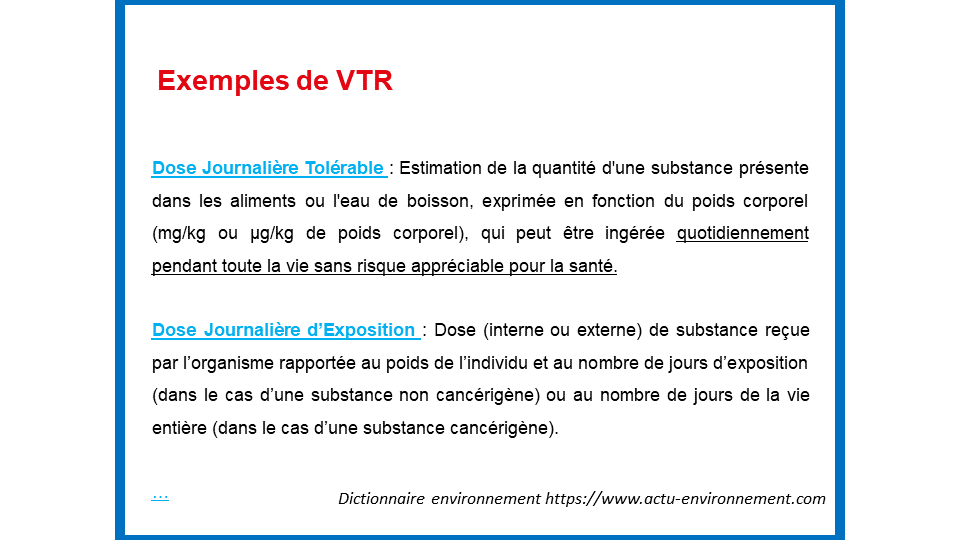 Exemples de VTR
Dose Journalière Tolérable : Estimation de la quantité d'une substance présente
dans les aliments ou l'eau de boisson, exprimée en fonction du poids corporel
(mg/kg ou µg/kg de poids corporel), qui peut être ingérée quotidiennement
pendant toute la vie sans risque appréciable pour la santé.
Dose Journalière d’Exposition : Dose (interne ou externe) de substance reçue
par l’organisme rapportée au poids de l’individu et au nombre de jours d’exposition
(dans le cas d’une substance non cancérigène) ou au nombre de jours de la vie
entière (dans le cas d’une substance cancérigène).
...
Dictionnaire environnement https://www.actu-environnement.com